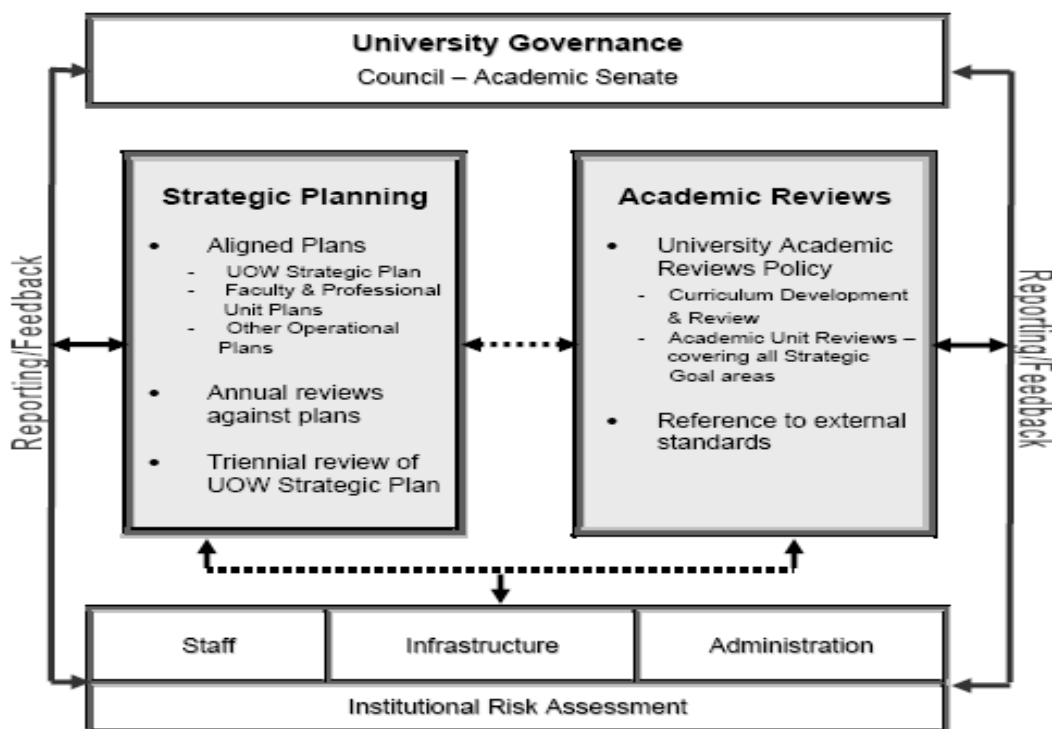 University Governance
Council – Academic Senate
Reporting/Feedback
Strategic Planning
• Aligned Plans
- UOW Strategic Plan
- Faculty & Professional
Unit Plans
- Other Operational
Plans
• Annual reviews
against plans
• Triennial review of
UOW Strategic Plan
Academic Reviews
• University Academic
Reviews Policy
- Curriculum Development
& Review
- Academic Unit Reviews –
covering all Strategic
Goal areas
• Reference to external
standards
Reporting/Feedback
Staff
Infrastructure
Administration
Institutional Risk Assessment